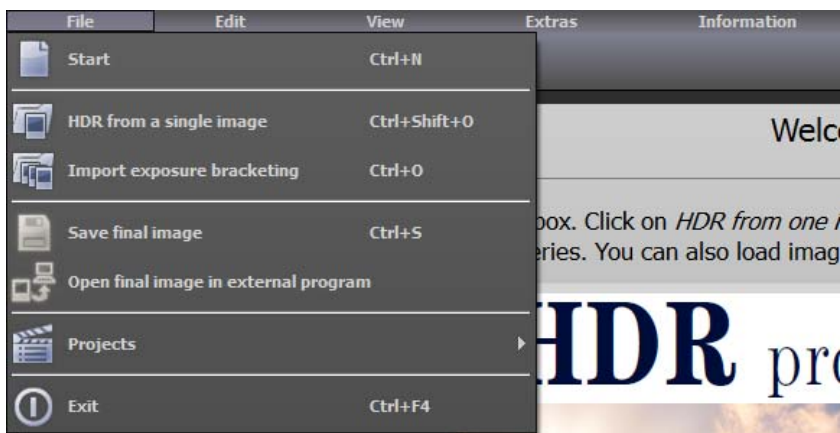 File Edit View Extras Information
Start Ctrl+N
HDR from a single image Ctrl+Shift+O
Import exposure bracketing Ctrl+O
Save final image Ctrl+S
Open final image in external program
Projects
Exit Ctrl+F4
Welc
box. Click on HDR from one
eries. You can also load imag
HDR pro